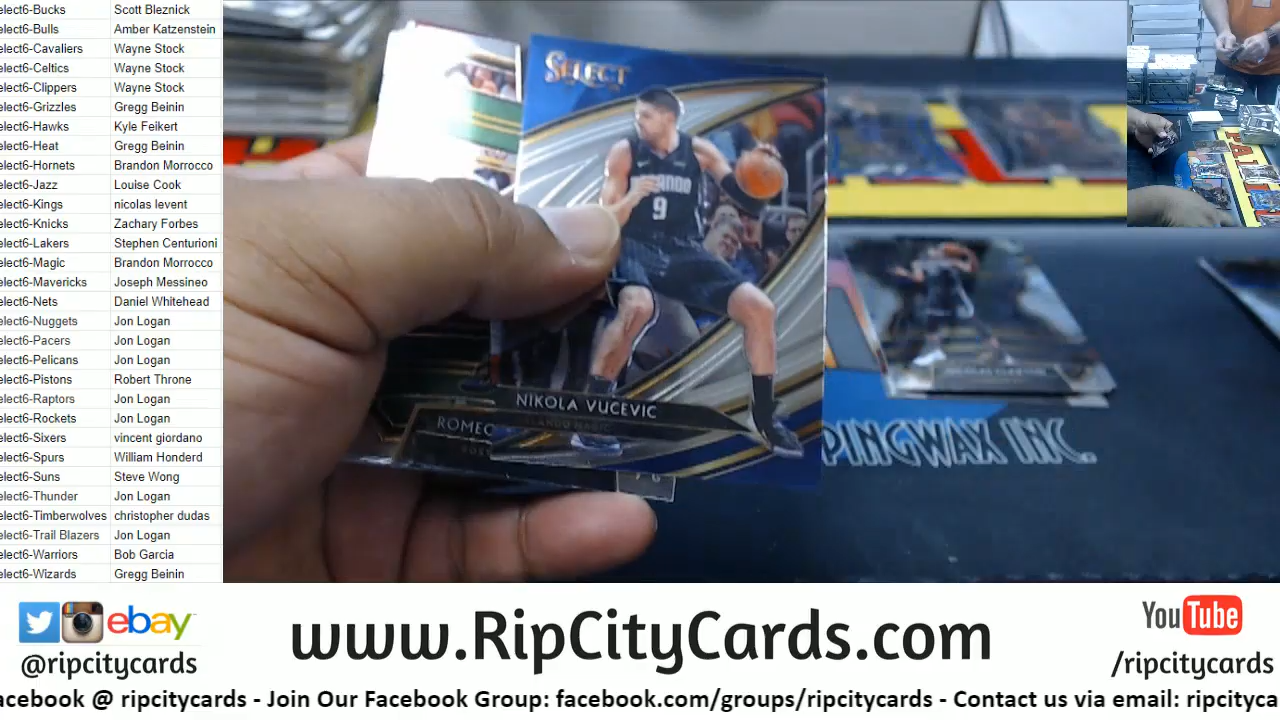 elect6-Bucks Scott Bleznick
elect6-Bulls Amber Katzenstein
elect6-Cavaliers Wayne Stock
elect6-Celtics Wayne Stock
elect6-Clippers Wayne Stock
elect6-Grizzles Gregg Beinin
elect6-Hawks Kyle Feikert
elect6-Heat Gregg Beinin
elect6-Hornets Brandon Morrocco
elect6-Jazz Louise Cook
elect6-Kings nicolas levent
elect6-Knicks Zachary Forbes
elect6-Lakers Stephen Centurioni
elect6-Magic Brandon Morrocco
elect6-Mavericks Joseph Messineo
elect6-Nets Daniel Whitehead
elect6-Nuggets Jon Logan
elect6-Pacers Jon Logan
elect6-Pelicans Jon Logan
elect6-Pistons Robert Throne
elect6-Raptors Jon Logan
elect6-Rockets Jon Logan
elect6-Sixers vincent giordano
elect6-Spurs William Honderd
elect6-Suns Steve Wong
elect6-Thunder Jon Logan
elect6-Timberwolves christopher dudas
elect6-Trail Blazers Jon Logan
elect6-Warriors Bob Garcia
elect6-Wizards Gregg Beinin
SELECT
9
NIKOLA VUCEVIC
ORLANDO MAGIC
ROMEO
PINGWAX INC.
ebay
@ripcitycards
www.RipCityCards.com
YouTube
/ripcitycards
acebook @ ripcitycards - Join Our Facebook Group: facebook.com/groups/ripcitycards - Contact us via email: ripcityca